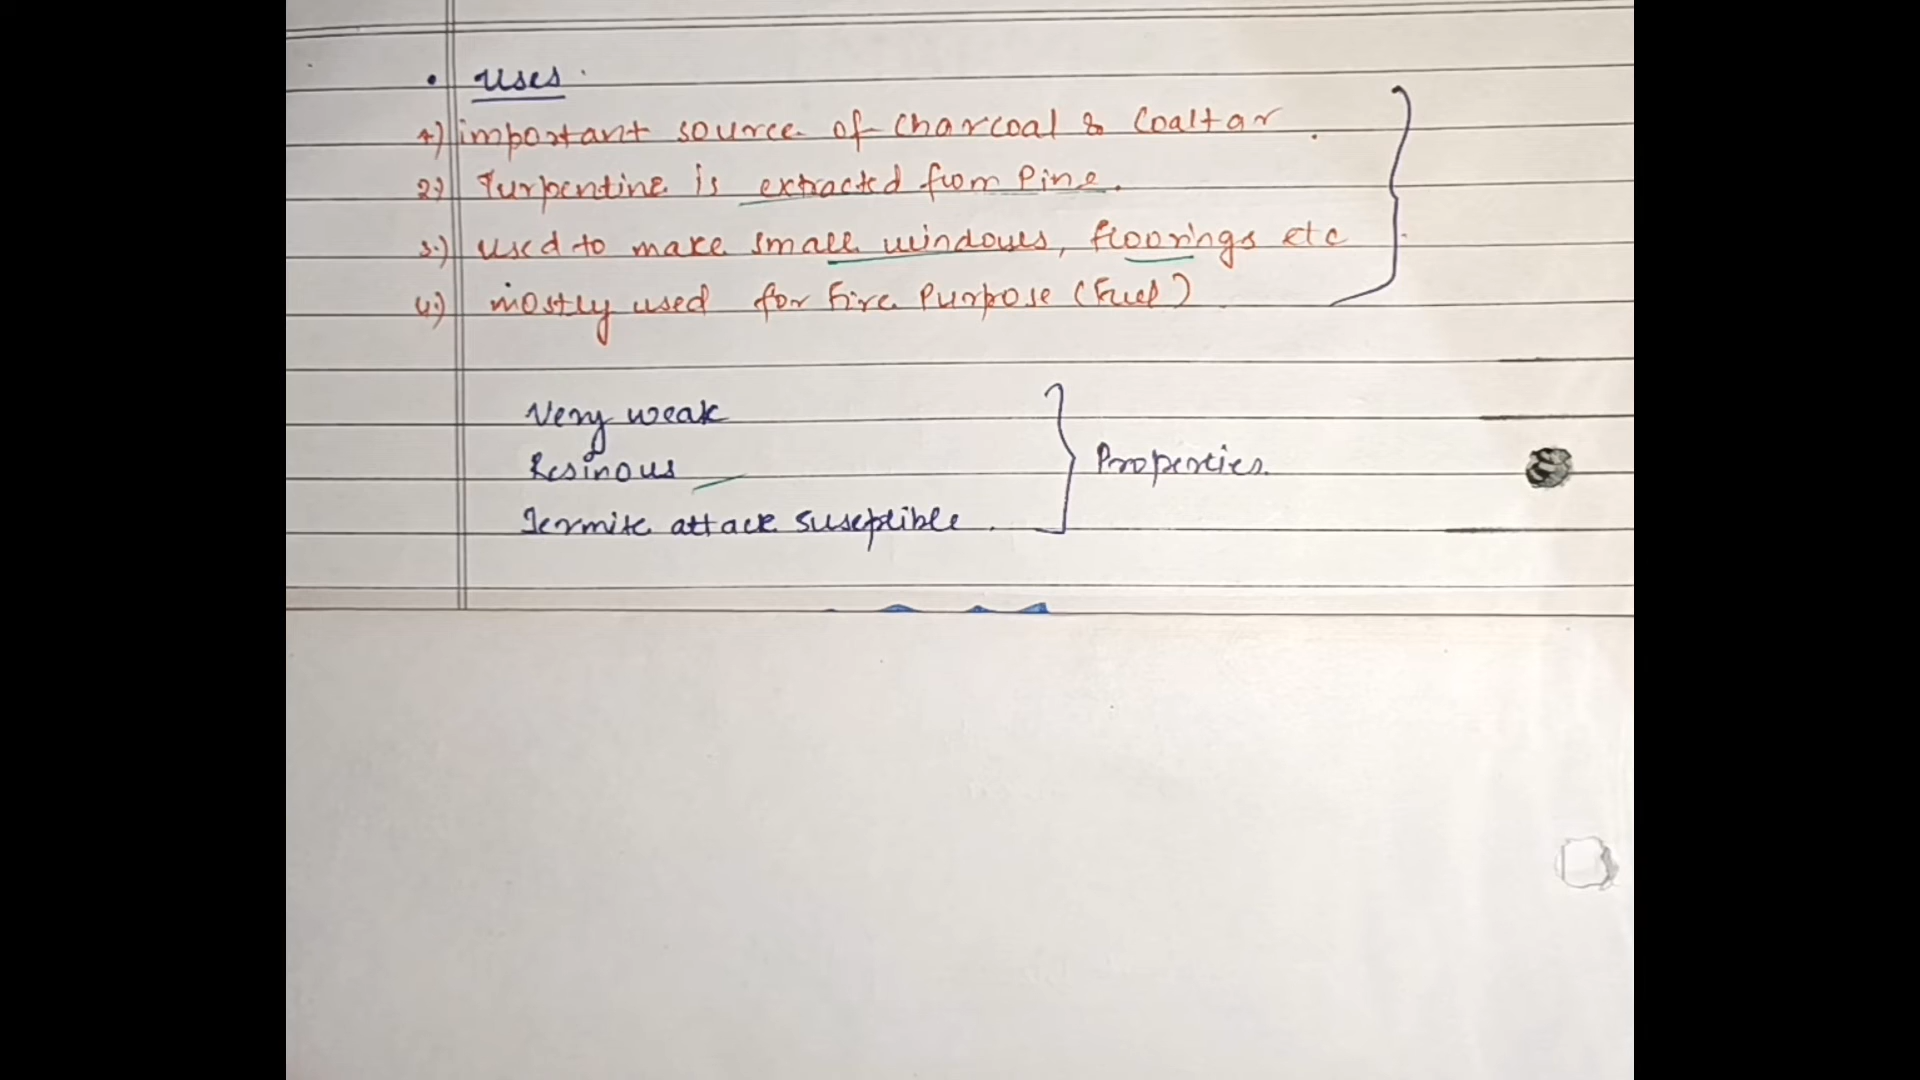 • Uses.
1) important source of charcoal & Coaltar.
2) Turpentine is extracted from Pine.
3.) used to make small windows, floorings etc
4.) mostly used for Fire Purpose (Fuel)
Very weak
Resinous
Termite attack suseptible.
Properties.